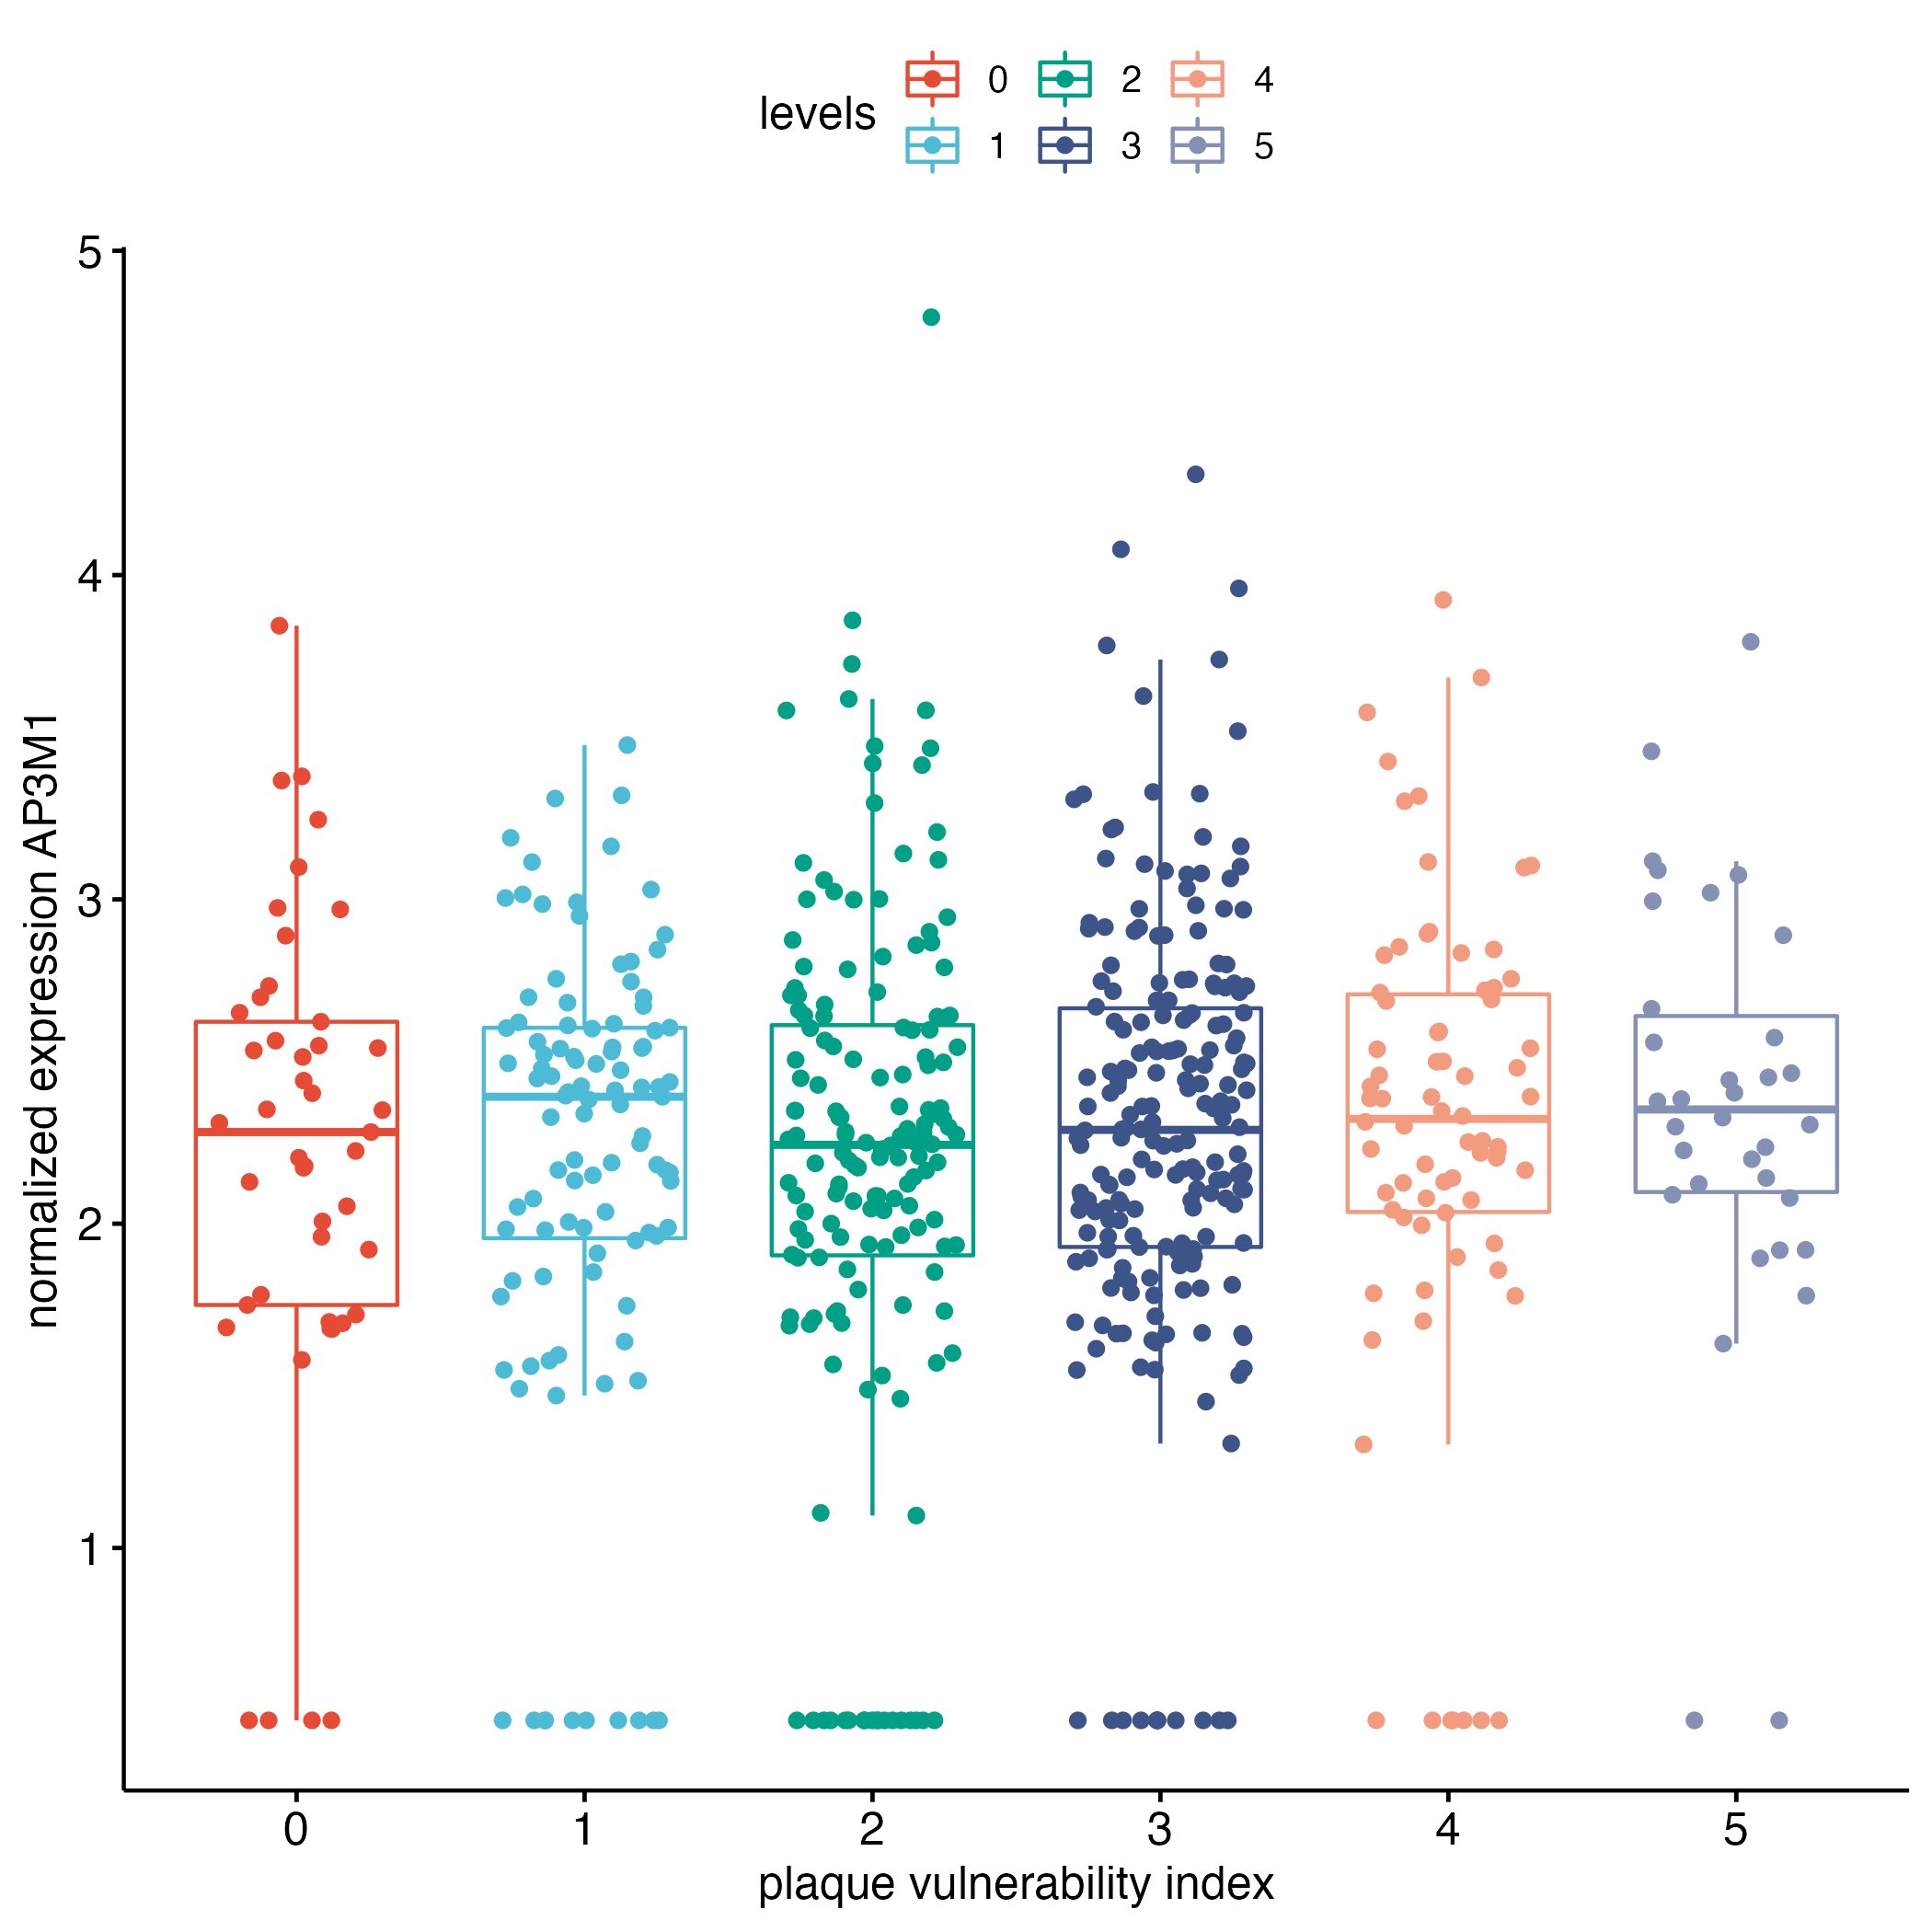 levels
0 2 4
1 3 5
5
4
3
2
1
normalized expression AP3M1
0 1 2 3 4 5
plaque vulnerability index